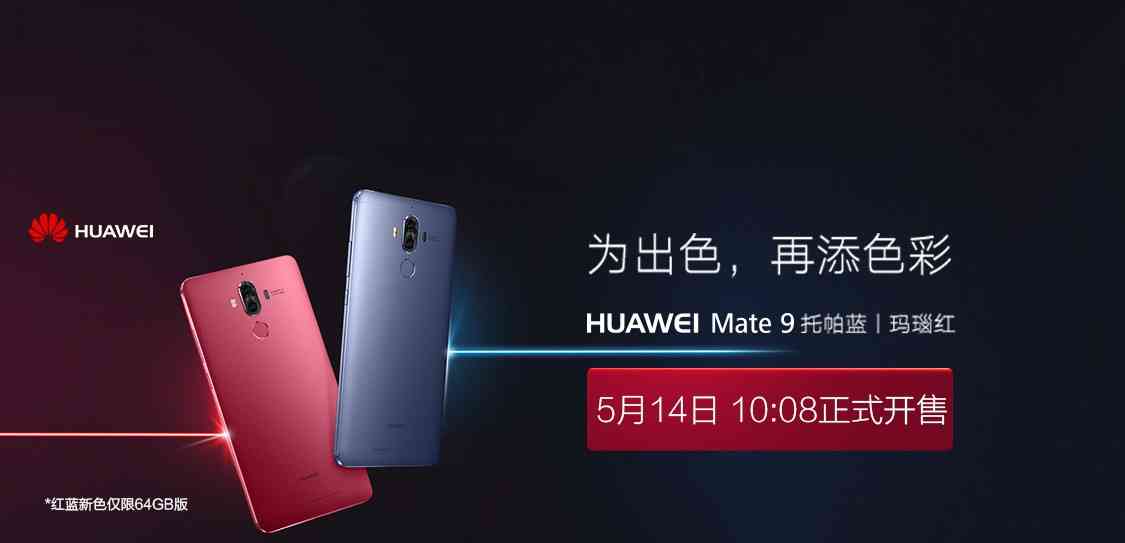 HUAWEI
为出色，再添色彩
HUAWEI Mate 9 托帕蓝 | 玛瑙红
5月14日 10:08正式开售
*红蓝新色仅限64GB版